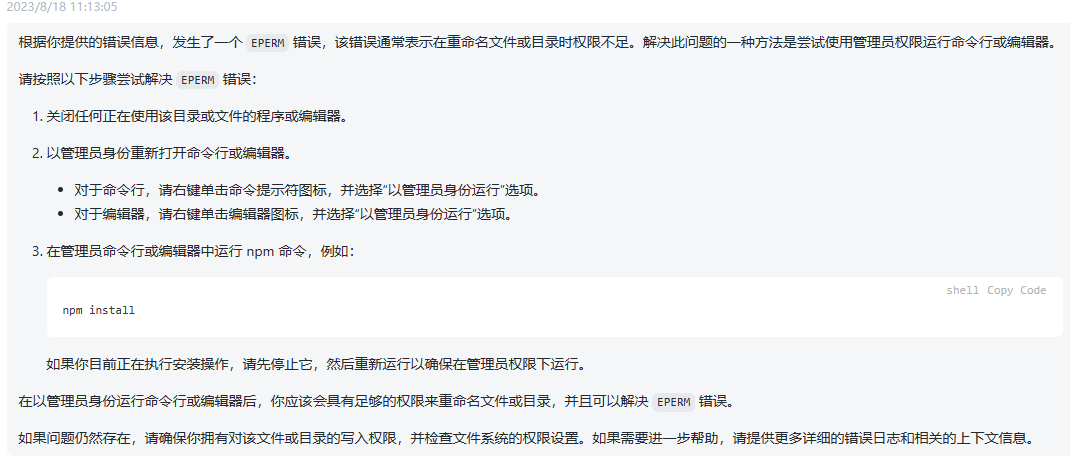 2023/8/18 11:13:05
根据你提供的错误信息，发生了一个 EPERM 错误，该错误通常表示在重命名文件或目录时权限不足。解决此问题的一种方法是尝试使用管理员权限运行命令行或编辑器。
请按照以下步骤尝试解决 EPERM 错误：
1. 关闭任何正在使用该目录或文件的程序或编辑器。
2. 以管理员身份重新打开命令行或编辑器。
• 对于命令行，请右键单击命令提示符图标，并选择“以管理员身份运行”选项。
• 对于编辑器，请右键单击编辑器图标，并选择“以管理员身份运行”选项。
3. 在管理员命令行或编辑器中运行 npm 命令，例如：
shell Copy Code
npm install
如果你目前正在执行安装操作，请先停止它，然后重新运行以确保在管理员权限下运行。
在以管理员身份运行命令行或编辑器后，你应该会具有足够的权限来重命名文件或目录，并且可以解决 EPERM 错误。
如果问题仍然存在，请确保你拥有对该文件或目录的写入权限，并检查文件系统的权限设置。如果需要进一步帮助，请提供更多详细的错误日志和相关的上下文信息。